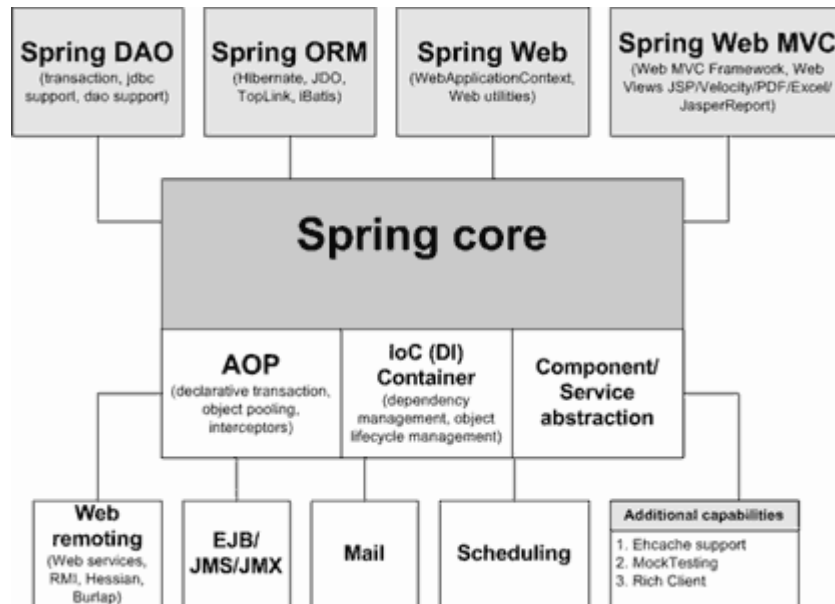 Spring DAO
(transaction, jdbc
support, dao support)
Spring ORM
(Hibernate, JDO,
TopLink, iBatis)
Spring Web
(WebApplicationContext,
Web utilities)
Spring Web MVC
(Web MVC Framework, Web
Views JSP/Velocity/PDF/Excel/
JasperReport)
Spring core
AOP
(declarative transaction,
object pooling,
interceptors)
IoC (DI)
Container
(dependency
management, object
lifecycle management)
Component/
Service
abstraction
Web
remoting
(Web services,
RMI, Hessian,
Burlap)
EJB/
JMS/JMX
Mail
Scheduling
Additional capabilities
1. Ehcache support
2. MockTesting
3. Rich Client